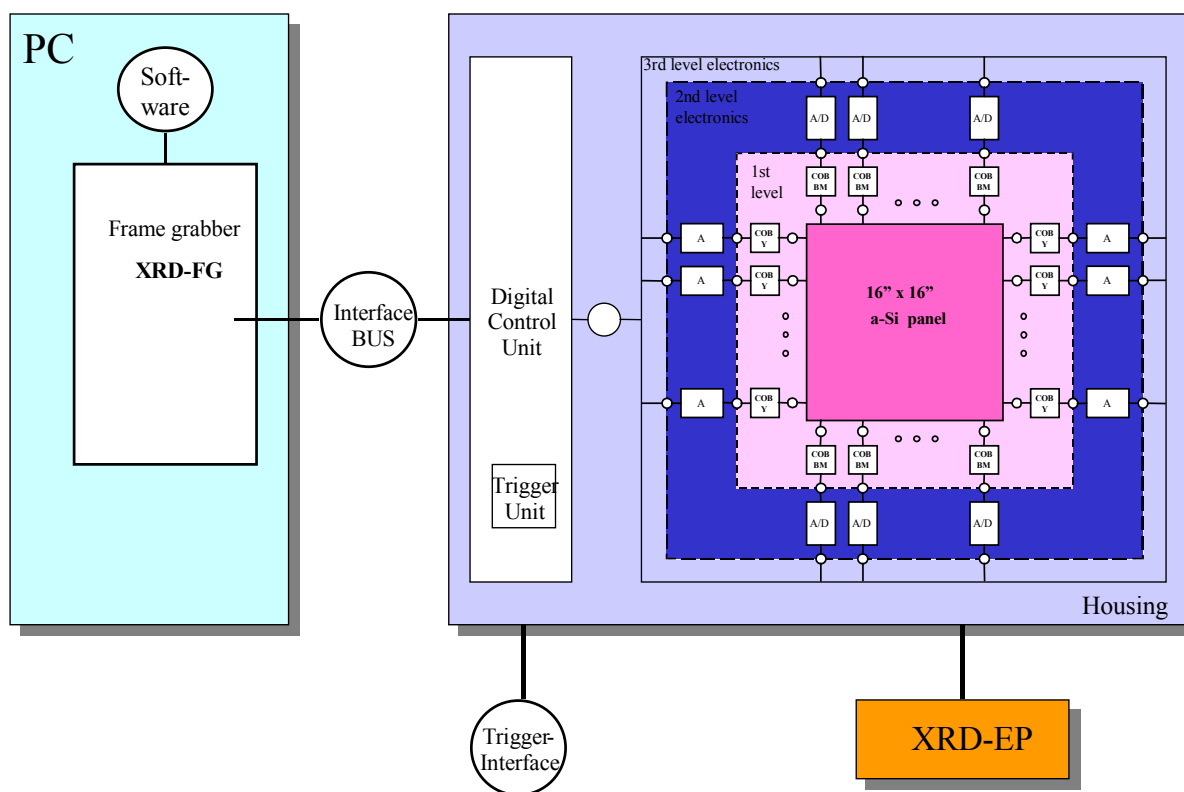 PC
Soft-
ware
Frame grabber
XRD-FG
Interface
BUS
Digital
Control
Unit
Trigger
Unit
3rd level electronics
2nd level
electronics
A/D
A/D
A/D
1st
level
COB
BM
COB
BM
COB
BM
A
COB
Y
COB
Y
A
A
COB
Y
COB
Y
A
16” x 16”
a-Si panel
A
COB
Y
COB
Y
A
COB
BM
COB
BM
COB
BM
A/D
A/D
A/D
Housing
Trigger-
Interface
XRD-EP